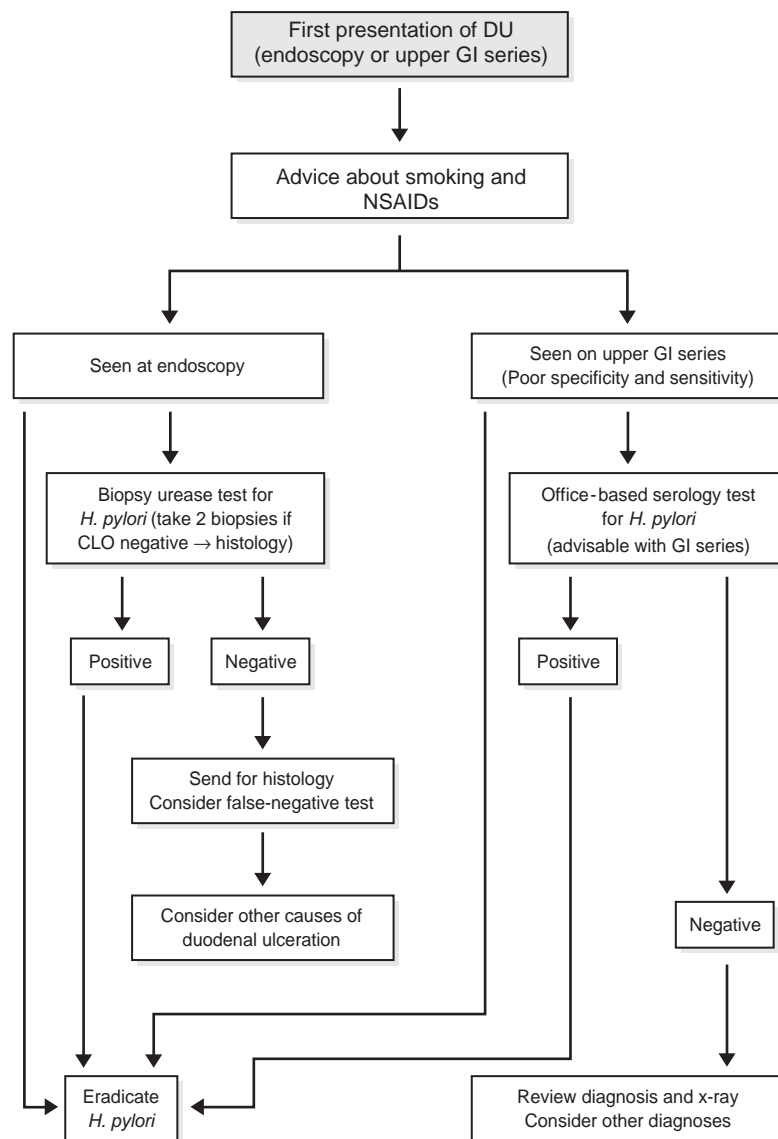 First presentation of DU
(endoscopy or upper GI series)
Advice about smoking and
NSAIDs
Seen at endoscopy
Seen on upper GI series
(Poor specificity and sensitivity)
Biopsy urease test for
H. pylori (take 2 biopsies if
CLO negative → histology)
Office-based serology test
for H. pylori
(advisable with GI series)
Positive
Negative
Positive
Send for histology
Consider false-negative test
Consider other causes of
duodenal ulceration
Negative
Eradicate
H. pylori
Review diagnosis and x-ray
Consider other diagnoses